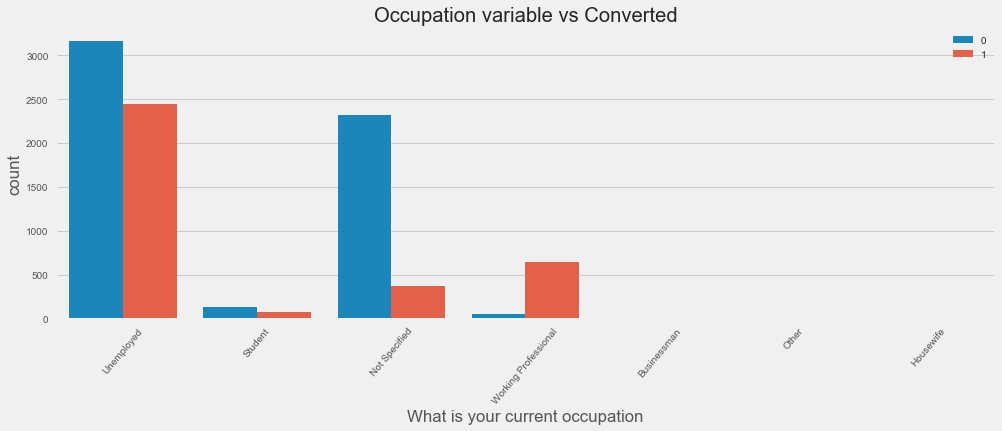 Occupation variable vs Converted
0
1
3000
2500
2000
1500
1000
500
0
count
Unemployed
Student
Not Specified
Working Professional
Businessman
Other
Housewife
What is your current occupation